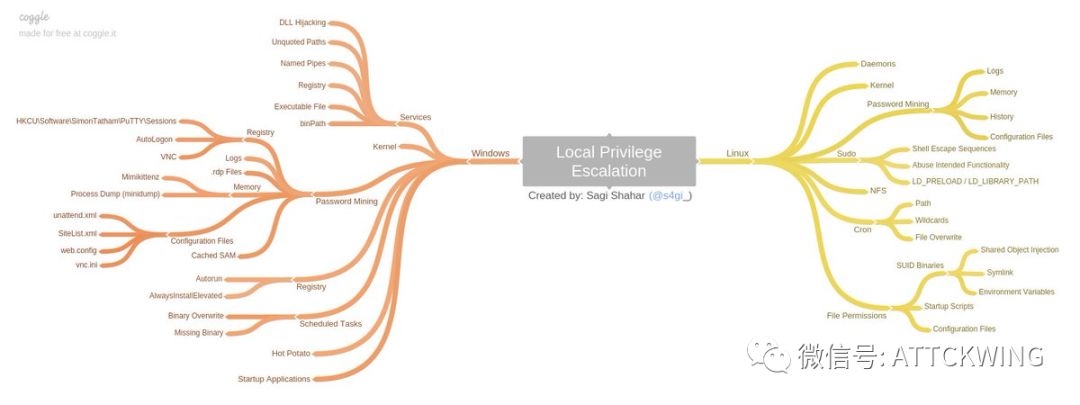 coggle
made for free at coggle.it
Local Privilege
Escalation
Created by: Sagi Shahar (@s4gi_)
Windows
Services
DLL Hijacking
Unquoted Paths
Named Pipes
Registry
Executable File
binPath
Kernel
Password Mining
Registry
HKCU\Software\SimonTatham\PuTTY\Sessions
AutoLogon
VNC
Logs
.rdp Files
Memory
Mimikittenz
Process Dump (minidump)
Configuration Files
unattend.xml
SiteList.xml
web.config
vnc.ini
Cached SAM
Registry
Autorun
AlwaysInstallElevated
Scheduled Tasks
Binary Overwrite
Missing Binary
Hot Potato
Startup Applications
Linux
Daemons
Kernel
Password Mining
Logs
Memory
History
Configuration Files
Sudo
Shell Escape Sequences
Abuse Intended Functionality
LD_PRELOAD / LD_LIBRARY_PATH
NFS
Cron
Path
Wildcards
File Overwrite
File Permissions
SUID Binaries
Shared Object Injection
Symlink
Environment Variables
Startup Scripts
Configuration Files
微信号: ATTCKWING